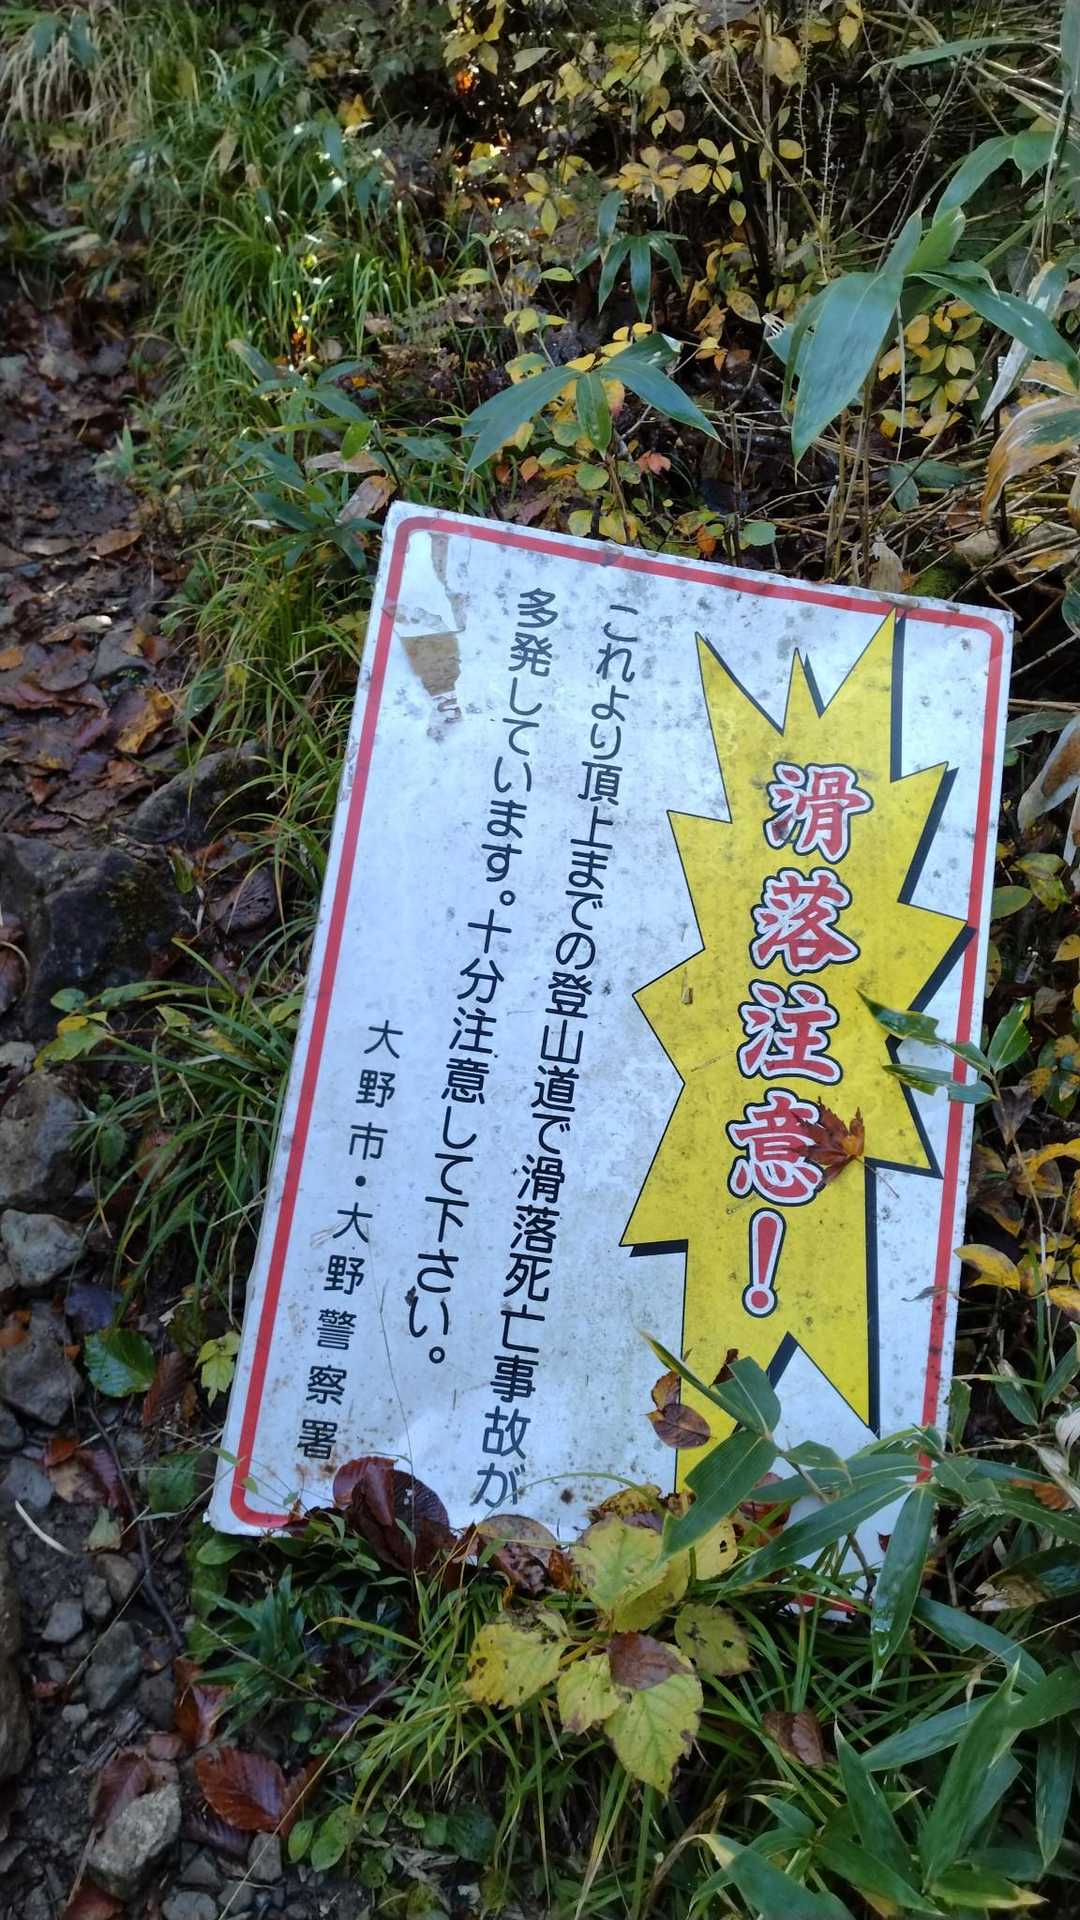 滑落注意!
これより頂上までの登山道で滑落死亡事故が
多発しています。十分注意して下さい。
大野市・大野警察署